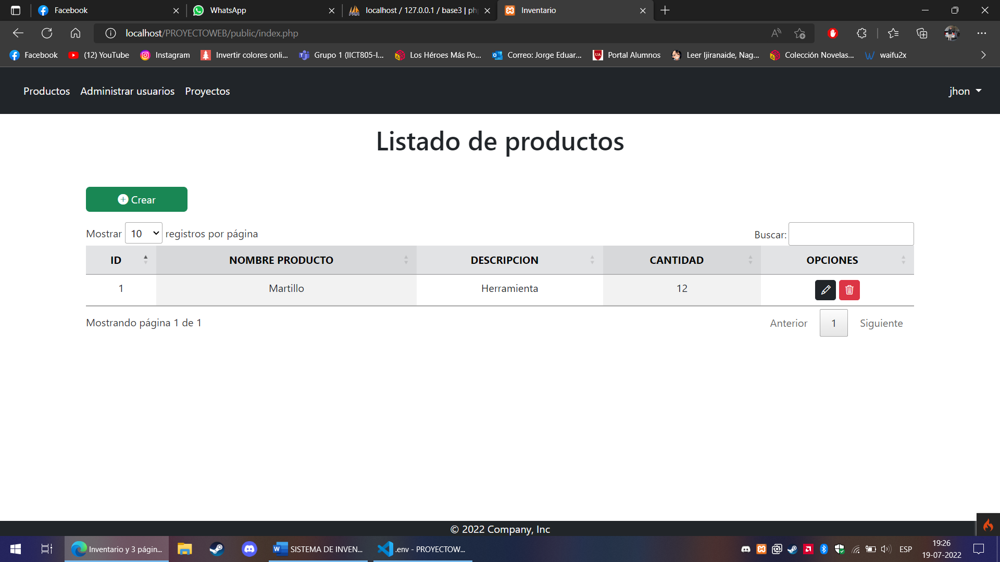 Facebook
WhatsApp
localhost / 127.0.0.1 / base3 | php
Inventario
localhost/PROYECTOWEB/public/index.php
Facebook
(12) YouTube
Instagram
Invertir colores onli...
Grupo 1 (IICT805-I...
Los Héroes Más Po...
Correo: Jorge Eduar...
Portal Alumnos
Leer Ijiranaide, Nag...
Colección Novelas...
waifu2x
Productos Administrar usuarios Proyectos
jhon
Listado de productos
Crear
Mostrar 10 registros por página
Buscar:
ID NOMBRE PRODUCTO DESCRIPCION CANTIDAD OPCIONES
1 Martillo Herramienta 12
Mostrando página 1 de 1
Anterior 1 Siguiente
© 2022 Company, Inc
Inventario y 3 págin...
SISTEMA DE INVEN...
.env - PROYECTOW...
ESP
19:26
19-07-2022